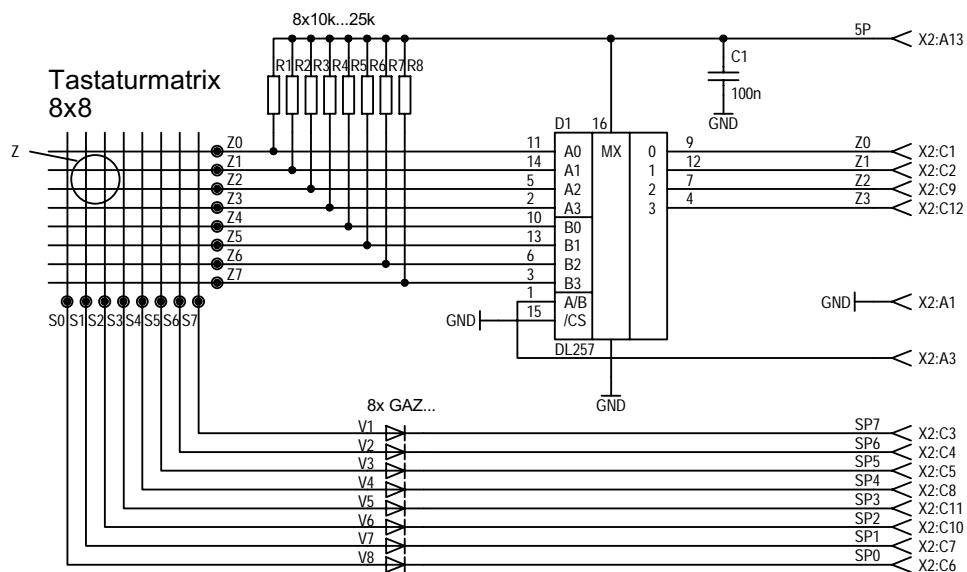 8x10k...25k
5P X2:A13
R1 R2 R3 R4 R5 R6 R7 R8
C1
100n
GND
Tastaturmatrix
8x8
D1 16
Z
Z0 11 A0 MX 0 9 Z0 X2:C1
Z1 14 A1 1 12 Z1 X2:C2
Z2 5 A2 2 7 Z2 X2:C9
Z3 2 A3 3 4 Z3 X2:C12
Z4 10 B0
Z5 13 B1
Z6 6 B2
Z7 3 B3
1 A/B GND X2:A1
S0 S1 S2 S3 S4 S5 S6 S7 GND 15 /CS
DL257 8 X2:A3
GND
8x GAZ...
V1 SP7 X2:C3
V2 SP6 X2:C4
V3 SP5 X2:C5
V4 SP4 X2:C8
V5 SP3 X2:C11
V6 SP2 X2:C10
V7 SP1 X2:C7
V8 SP0 X2:C6